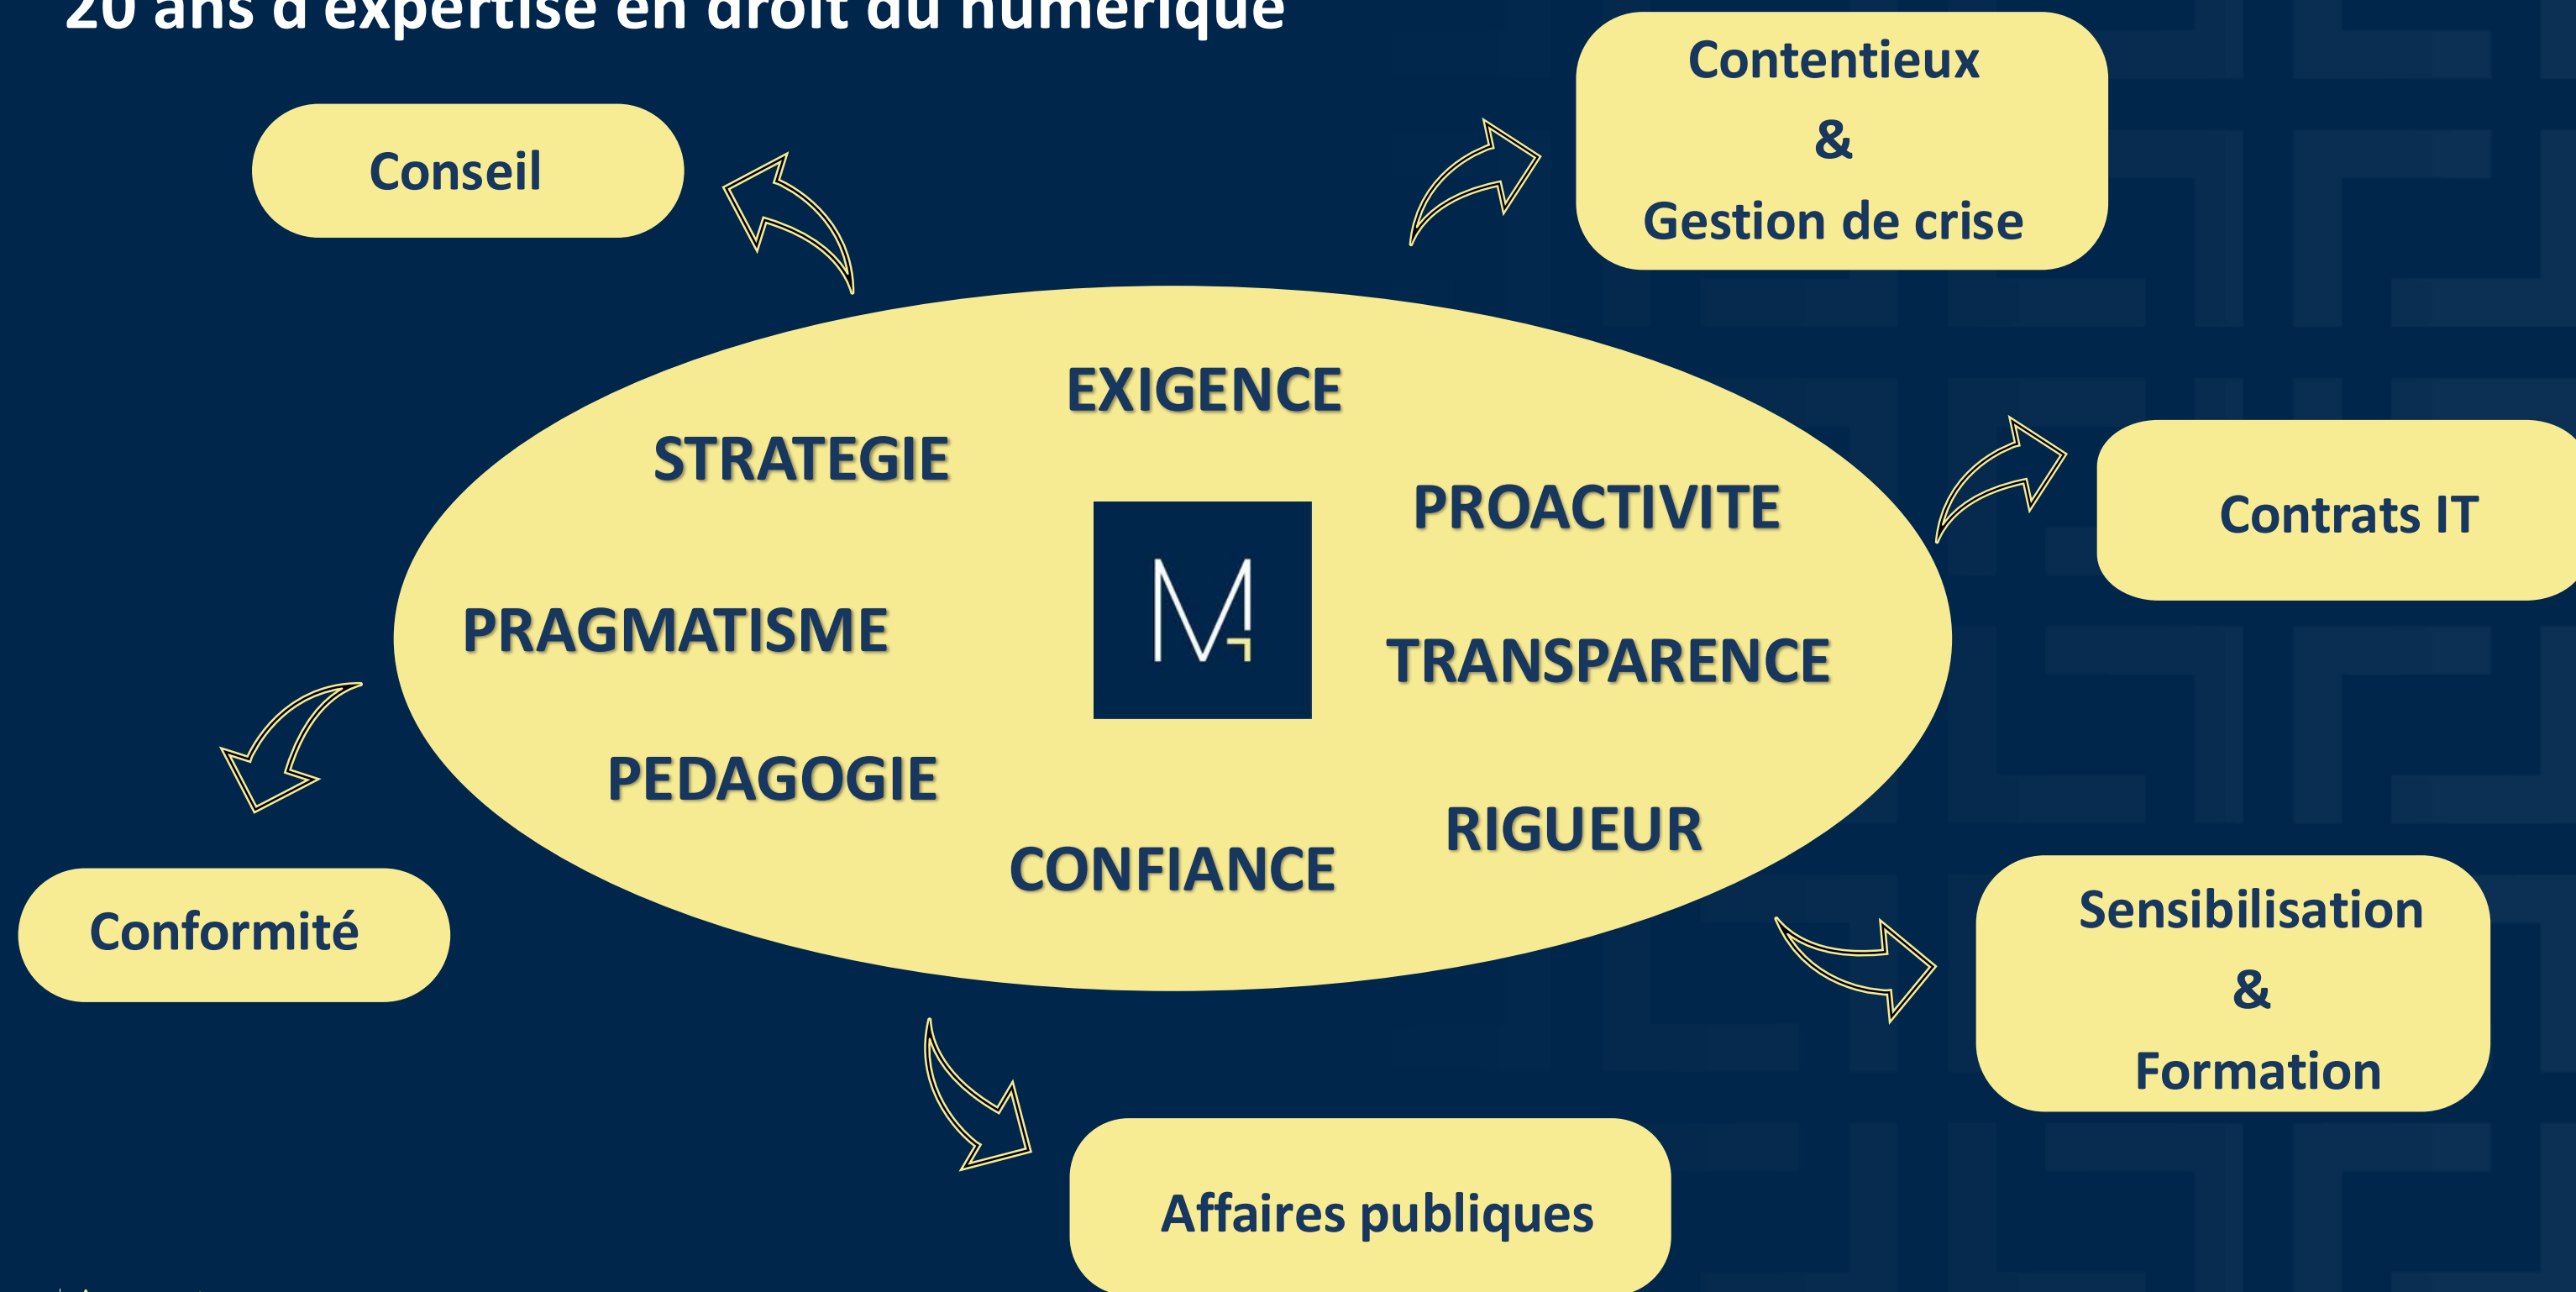 20 ans d'expertise en droit du numérique
Contentieux
&
Gestion de crise
Conseil
EXIGENCE
STRATEGIE
PROACTIVITE
Contrats IT
M
PRAGMATISME
TRANSPARENCE
PEDAGOGIE
RIGUEUR
CONFIANCE
Conformité
Sensibilisation
&
Formation
Affaires publiques